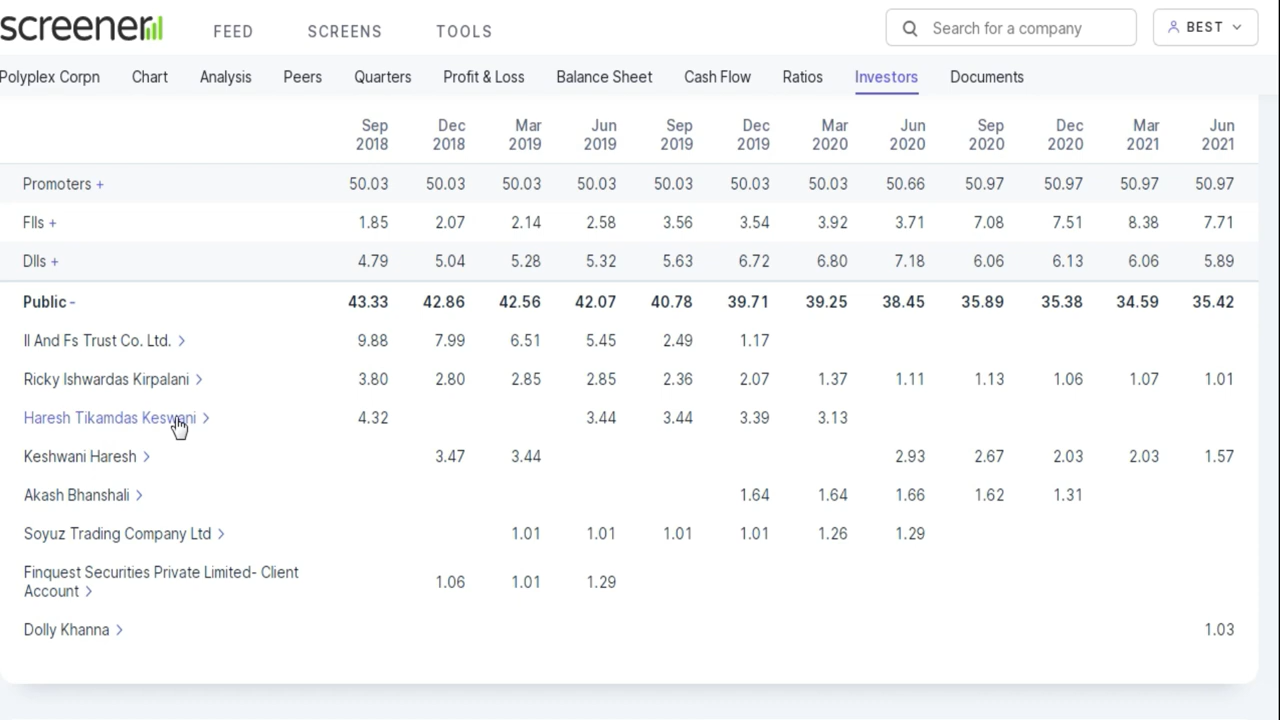 screener FEED SCREENS TOOLS Search for a company BEST
Polyplex Corpn Chart Analysis Peers Quarters Profit & Loss Balance Sheet Cash Flow Ratios Investors Documents
Sep Dec Mar Jun Sep Dec Mar Jun Sep Dec Mar Jun
2018 2018 2019 2019 2019 2019 2020 2020 2020 2020 2021 2021
Promoters + 50.03 50.03 50.03 50.03 50.03 50.03 50.03 50.66 50.97 50.97 50.97 50.97
FIIs + 1.85 2.07 2.14 2.58 3.56 3.54 3.92 3.71 7.08 7.51 8.38 7.71
DIIs + 4.79 5.04 5.28 5.32 5.63 6.72 6.80 7.18 6.06 6.13 6.06 5.89
Public - 43.33 42.86 42.56 42.07 40.78 39.71 39.25 38.45 35.89 35.38 34.59 35.42
Il And Fs Trust Co. Ltd. 9.88 7.99 6.51 5.45 2.49 1.17
Ricky Ishwardas Kirpalani 3.80 2.80 2.85 2.85 2.36 2.07 1.37 1.11 1.13 1.06 1.07 1.01
Haresh Tikamdas Keswani 4.32 3.44 3.44 3.39 3.13
Keshwani Haresh 3.47 3.44 2.93 2.67 2.03 2.03 1.57
Akash Bhanshali 1.64 1.64 1.66 1.62 1.31
Soyuz Trading Company Ltd 1.01 1.01 1.01 1.01 1.26 1.29
Finquest Securities Private Limited- Client
Account 1.06 1.01 1.29
Dolly Khanna 1.03